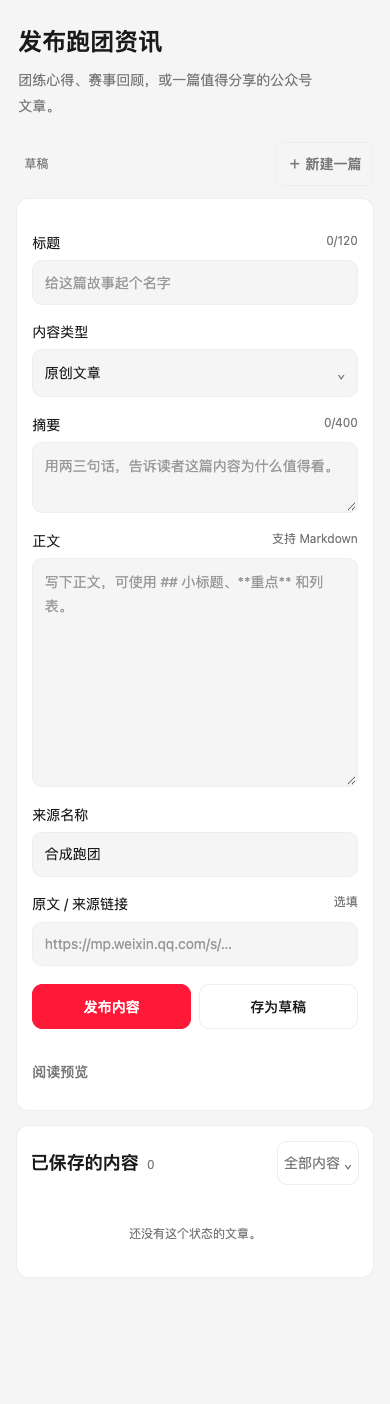 发布跑团资讯
团练心得、赛事回顾，或一篇值得分享的公众号
文章。
草稿
＋ 新建一篇
标题
0/120
给这篇故事起个名字
内容类型
原创文章
摘要
0/400
用两三句话，告诉读者这篇内容为什么值得看。
正文
支持 Markdown
写下正文，可使用 ## 小标题、**重点** 和列
表。
来源名称
合成跑团
原文 / 来源链接
选填
https://mp.weixin.qq.com/s/...
发布内容
存为草稿
阅读预览
已保存的内容 0
全部内容
还没有这个状态的文章。